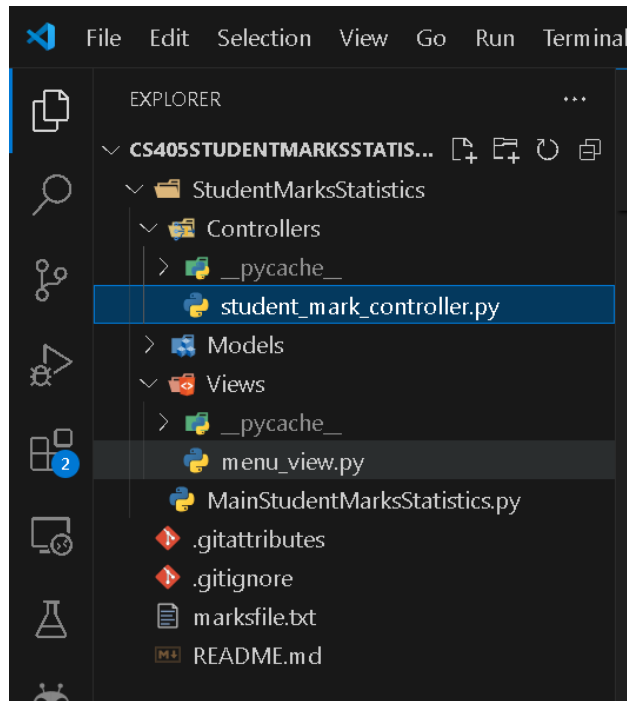 File Edit Selection View Go Run Terminal
EXPLORER ...
CS405STUDENTMARKSSTATIS...
StudentMarksStatistics
Controllers
__pycache__
student_mark_controller.py
Models
Views
__pycache__
2
menu_view.py
MainStudentMarksStatistics.py
.gitattributes
.gitignore
marksfile.txt
README.md